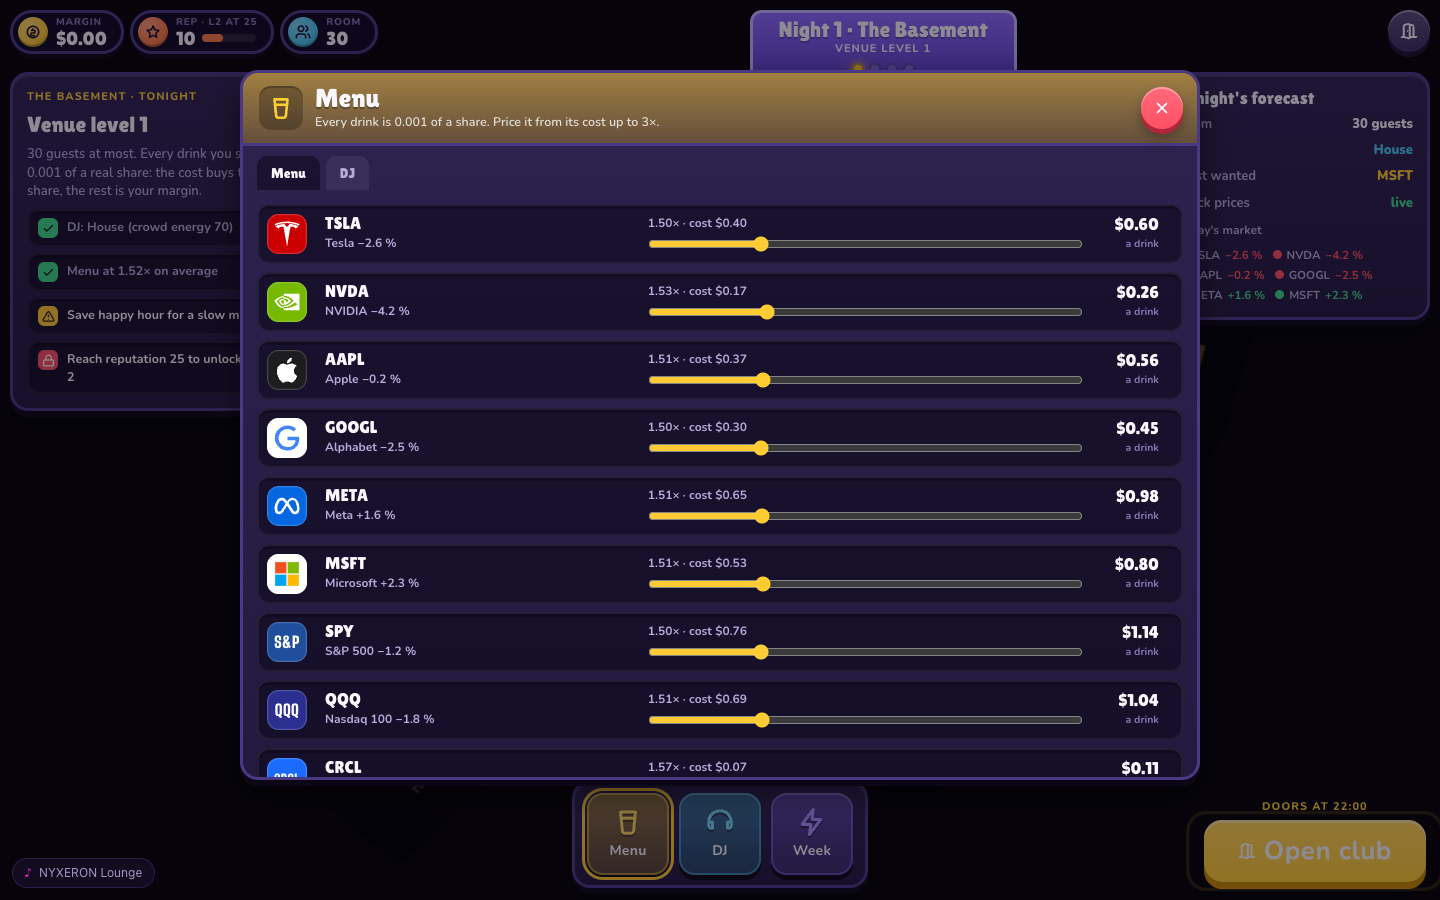 MARGIN
$0.00
REP · L2 AT 25
10
ROOM
30
Night 1 · The Basement
VENUE LEVEL 1
THE BASEMENT · TONIGHT
Venue level 1
30 guests at most. Every drink you s
0.001 of a real share: the cost buys
share, the rest is your margin.
DJ: House (crowd energy 70)
Menu at 1.52× on average
Save happy hour for a slow m
Reach reputation 25 to unlock
2
Menu
Every drink is 0.001 of a share. Price it from its cost up to 3×.
Menu
DJ
TSLA
Tesla −2.6 %
1.50× · cost $0.40
$0.60
a drink
NVDA
NVIDIA −4.2 %
1.53× · cost $0.17
$0.26
a drink
AAPL
Apple −0.2 %
1.51× · cost $0.37
$0.56
a drink
GOOGL
Alphabet −2.5 %
1.50× · cost $0.30
$0.45
a drink
META
Meta +1.6 %
1.51× · cost $0.65
$0.98
a drink
MSFT
Microsoft +2.3 %
1.51× · cost $0.53
$0.80
a drink
S&P
SPY
S&P 500 −1.2 %
1.50× · cost $0.76
$1.14
a drink
QQQ
QQQ
Nasdaq 100 −1.8 %
1.51× · cost $0.69
$1.04
a drink
CRCL
1.57× · cost $0.07
$0.11
night's forecast
30 guests
House
st wanted
MSFT
ck prices
live
ay's market
SLA −2.6 % NVDA −4.2 %
APL −0.2 % GOOGL −2.5 %
ETA +1.6 % MSFT +2.3 %
Menu
DJ
Week
DOORS AT 22:00
Open club
NYXERON Lounge